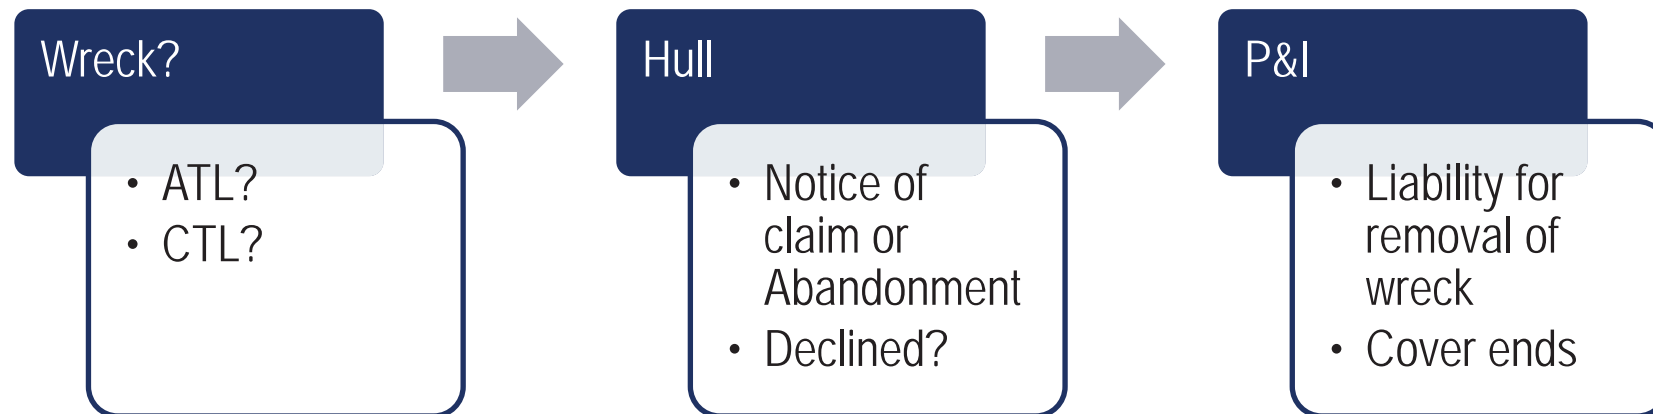 Wreck?
• ATL?
• CTL?
Hull
• Notice of
claim or
Abandonment
• Declined?
P&I
• Liability for
removal of
wreck
• Cover ends